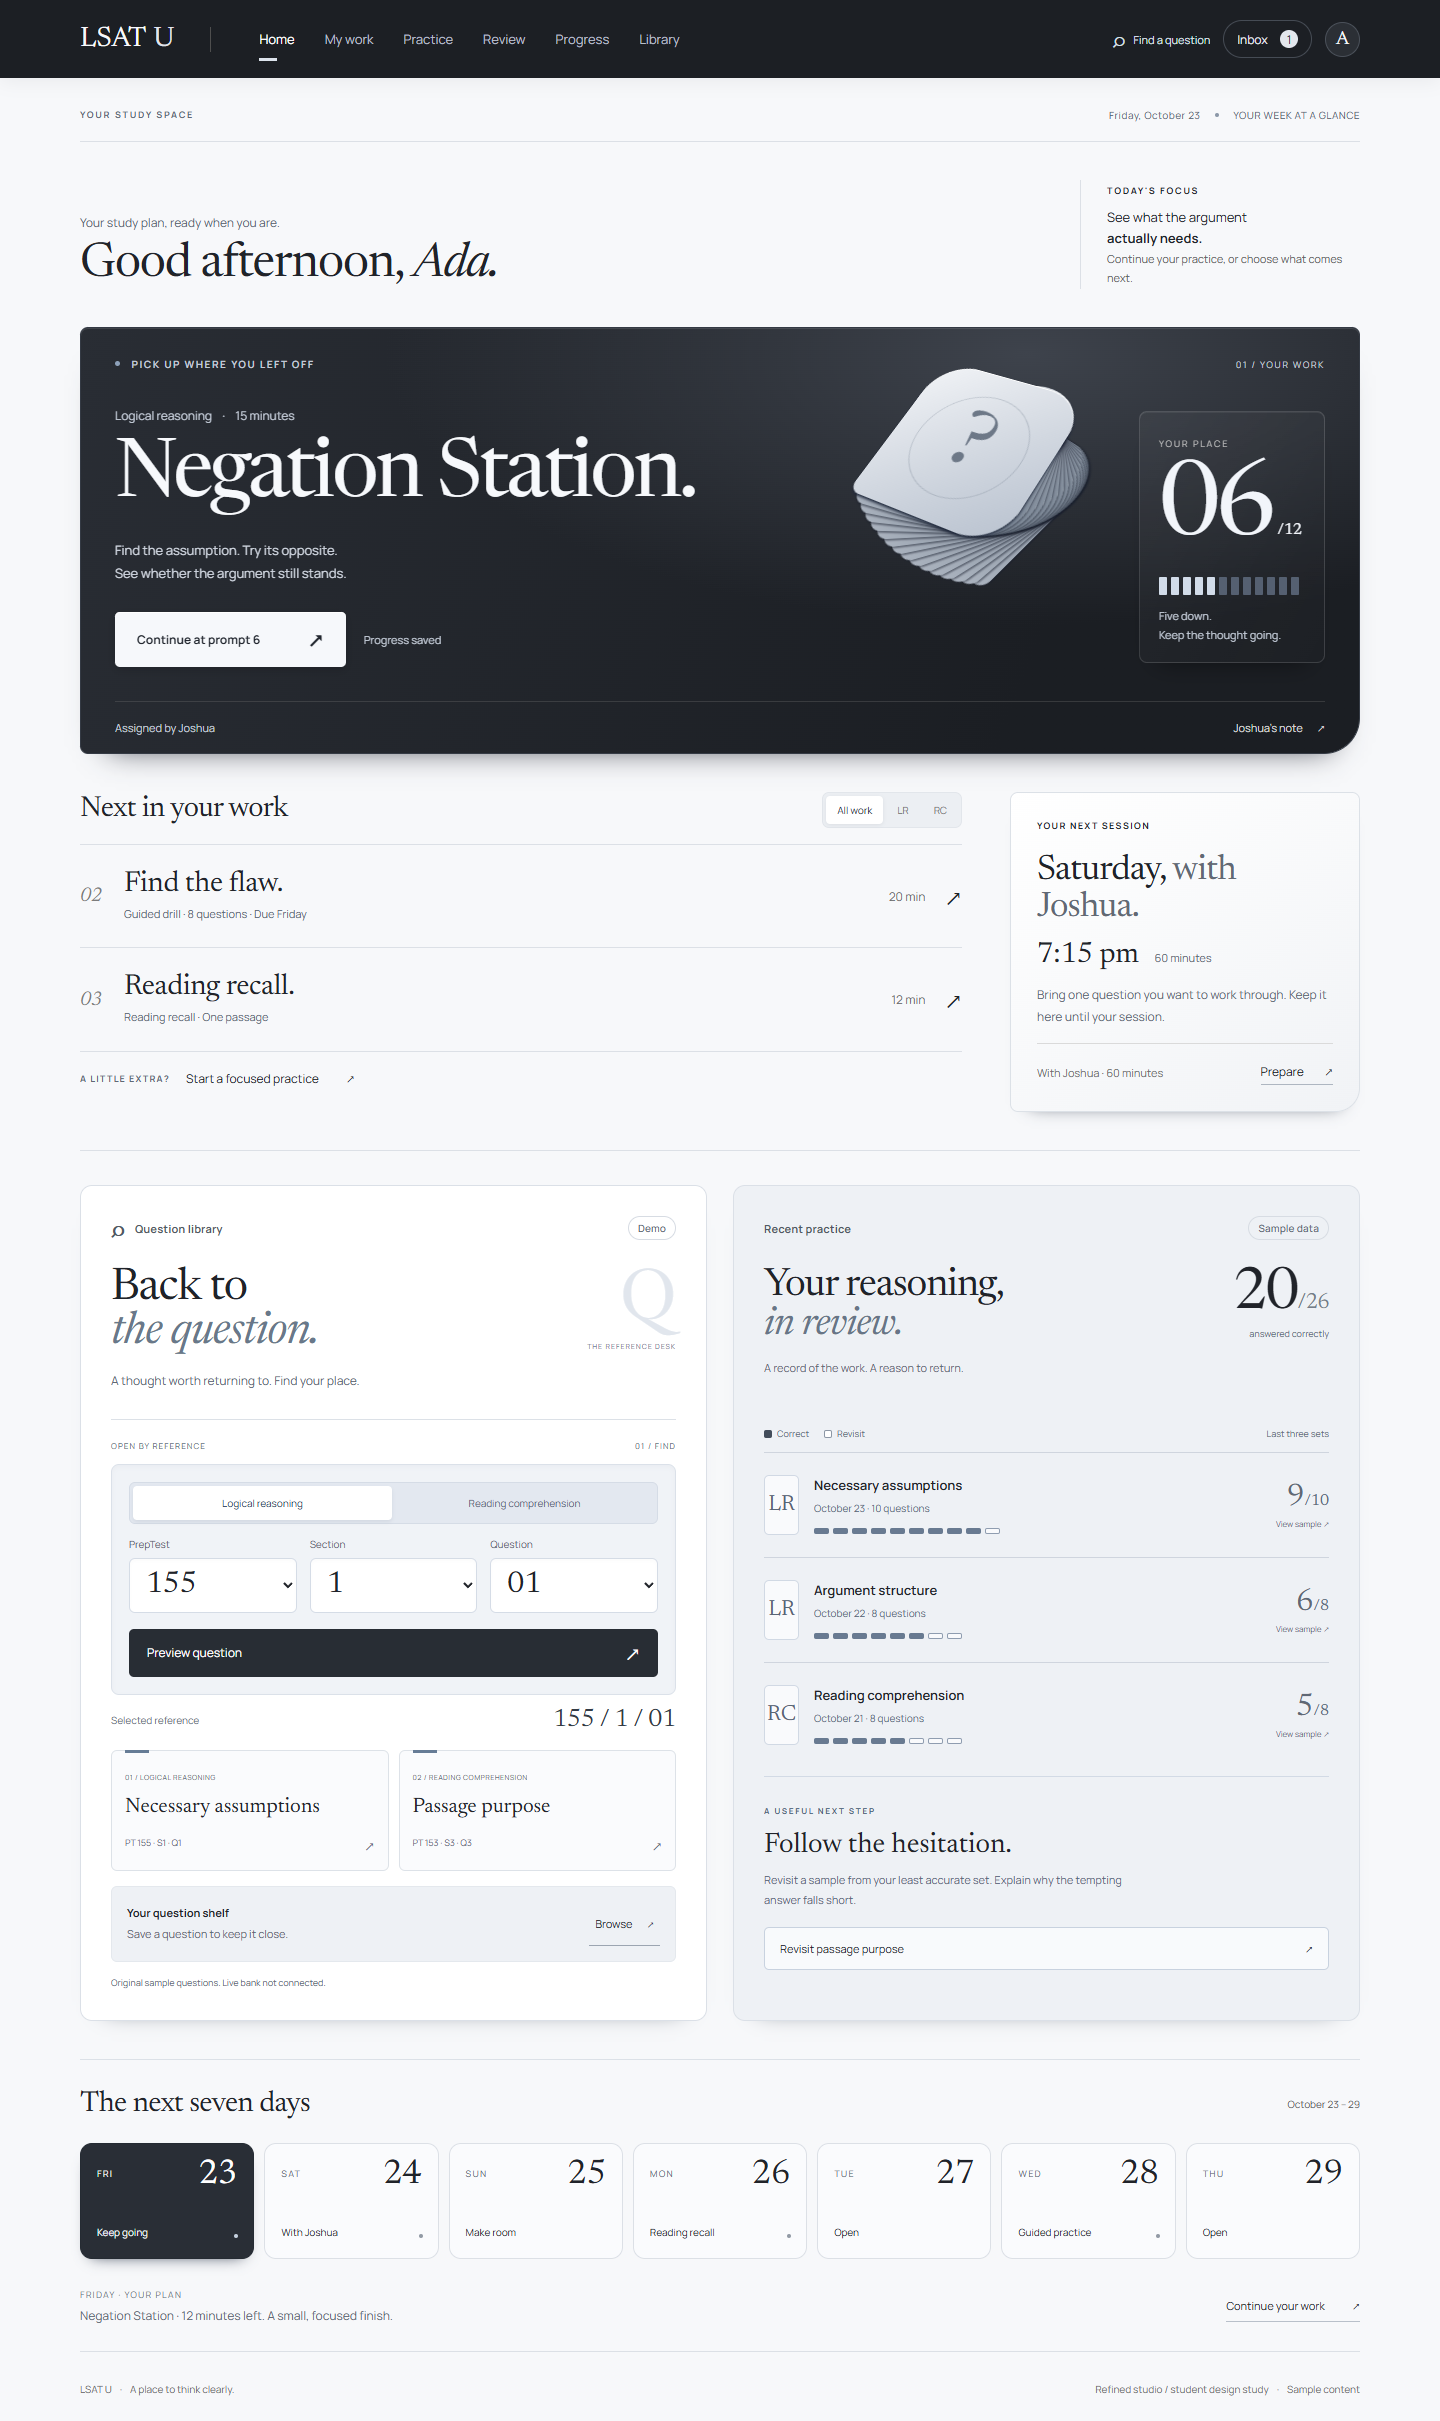 LSAT U
Home
My work
Practice
Review
Progress
Library
Find a question
Inbox 1
A
YOUR STUDY SPACE
Friday, October 23 • YOUR WEEK AT A GLANCE
Your study plan, ready when you are.
Good afternoon, Ada.
TODAY'S FOCUS
See what the argument
actually needs.
Continue your practice, or choose what comes
next.
PICK UP WHERE YOU LEFT OFF
01 / YOUR WORK
Logical reasoning · 15 minutes
Negation Station.
Find the assumption. Try its opposite.
See whether the argument still stands.
Continue at prompt 6 ↗
Progress saved
?
YOUR PLACE
06 /12
Five down.
Keep the thought going.
Assigned by Joshua
Joshua's note ↗
Next in your work
All work
LR
RC
02
Find the flaw.
Guided drill · 8 questions · Due Friday
20 min ↗
03
Reading recall.
Reading recall · One passage
12 min ↗
A LITTLE EXTRA? Start a focused practice ↗
YOUR NEXT SESSION
Saturday, with
Joshua.
7:15 pm 60 minutes
Bring one question you want to work through. Keep it
here until your session.
With Joshua · 60 minutes
Prepare ↗
Question library
Demo
Back to
the question.
Q
THE REFERENCE DESK
A thought worth returning to. Find your place.
OPEN BY REFERENCE
01 / FIND
Logical reasoning
Reading comprehension
PrepTest
Section
Question
155
1
01
Preview question ↗
Selected reference
155 / 1 / 01
01 / LOGICAL REASONING
Necessary assumptions
PT 155 · S1 · Q1 ↗
02 / READING COMPREHENSION
Passage purpose
PT 153 · S3 · Q3 ↗
Your question shelf
Save a question to keep it close.
Browse ↗
Original sample questions. Live bank not connected.
Recent practice
Sample data
Your reasoning,
in review.
20/26
answered correctly
A record of the work. A reason to return.
Correct
Revisit
Last three sets
LR
Necessary assumptions
October 23 · 10 questions
9/10
View sample ↗
LR
Argument structure
October 22 · 8 questions
6/8
View sample ↗
RC
Reading comprehension
October 21 · 8 questions
5/8
View sample ↗
A USEFUL NEXT STEP
Follow the hesitation.
Revisit a sample from your least accurate set. Explain why the tempting
answer falls short.
Revisit passage purpose ↗
The next seven days
October 23 – 29
FRI 23
Keep going
SAT 24
With Joshua
SUN 25
Make room
MON 26
Reading recall
TUE 27
Open
WED 28
Guided practice
THU 29
Open
FRIDAY · YOUR PLAN
Negation Station · 12 minutes left. A small, focused finish.
Continue your work ↗
LSAT U · A place to think clearly.
Refined studio / student design study · Sample content